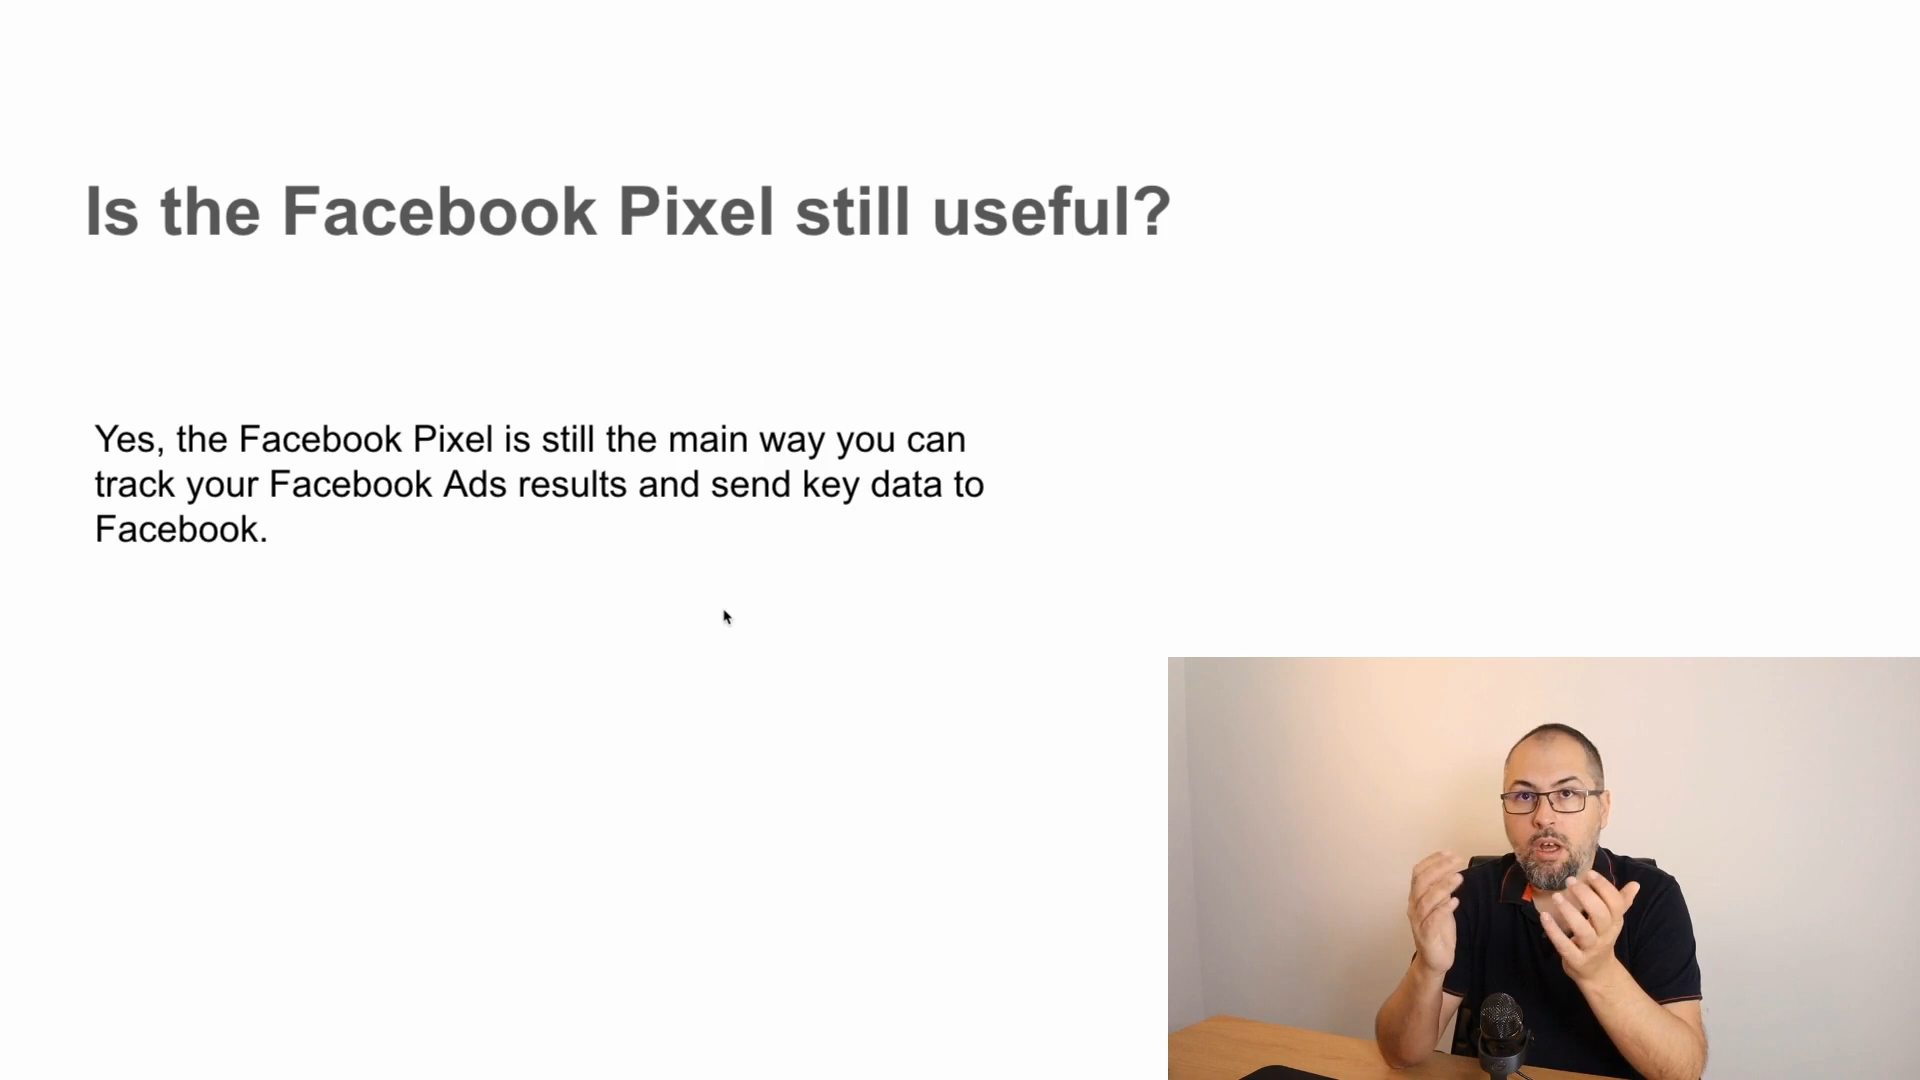 Is the Facebook Pixel still useful?
Yes, the Facebook Pixel is still the main way you can
track your Facebook Ads results and send key data to
Facebook.